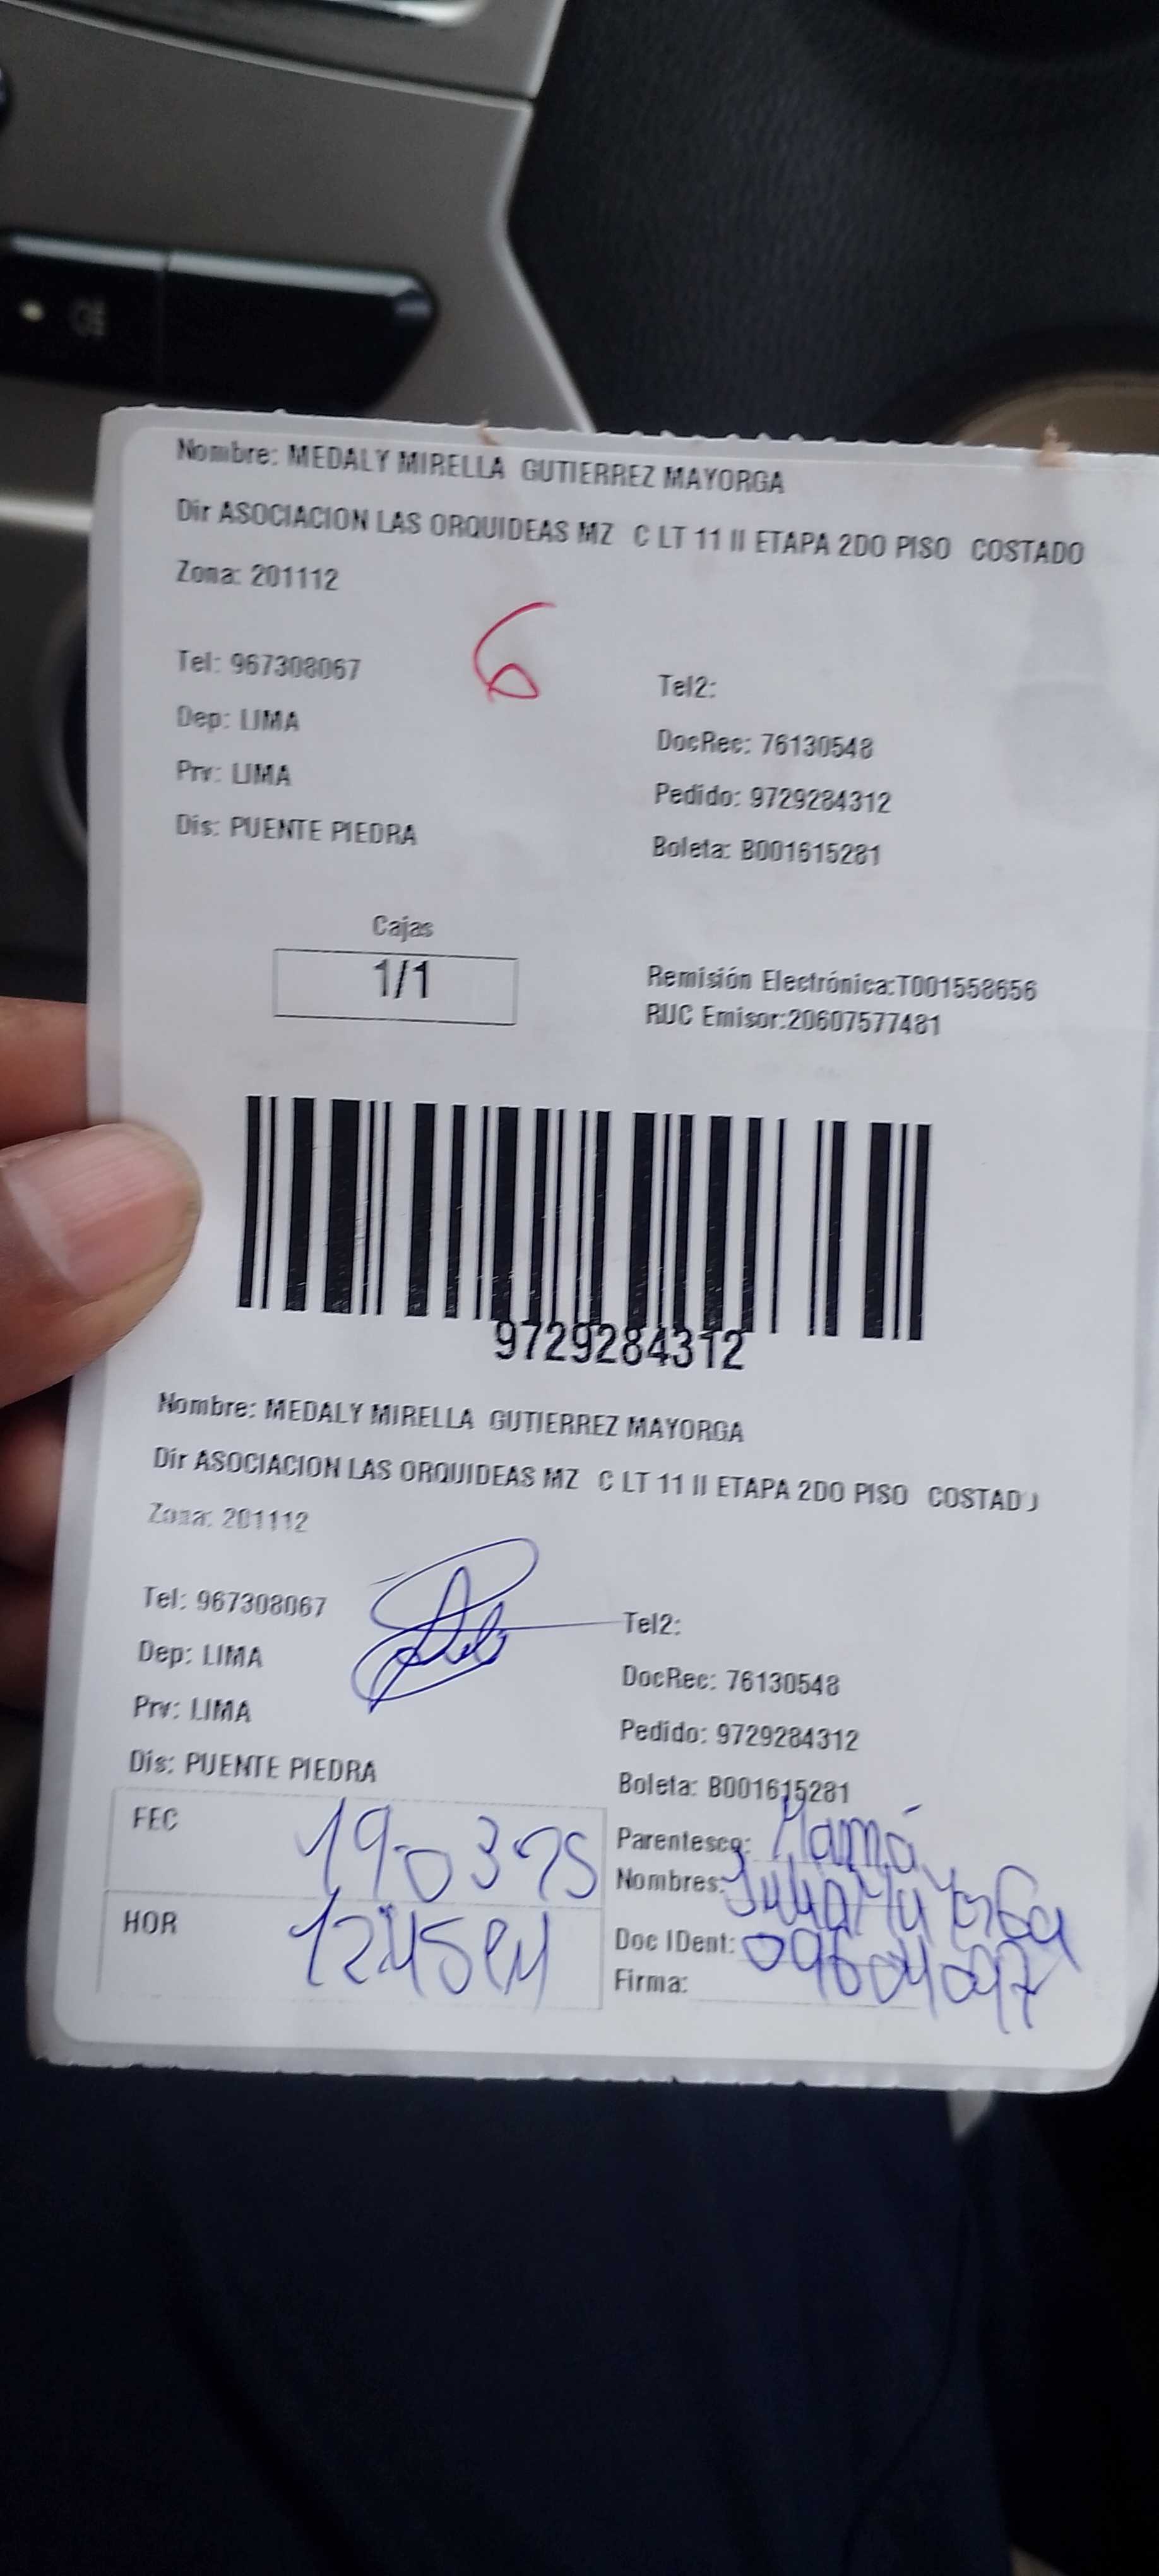 Nombre: MEDALY MIRELLA GUTIERREZ MAYORGA
Dir ASOCIACION LAS ORQUIDEAS MZ C LT 11 II ETAPA 2DO PISO COSTADO
Zona: 201112
6
Tel: 967308067 Tel2:
Dep: LIMA DocRec: 76130548
Prv: LIMA Pedido: 9729284312
Dis: PUENTE PIEDRA Boleta: B001615281
Cajas
1/1
Remisión Electrónica:T001558656
RUC Emisor:20607577481
9729284312
Nombre: MEDALY MIRELLA GUTIERREZ MAYORGA
Dir ASOCIACION LAS ORQUIDEAS MZ C LT 11 II ETAPA 2DO PISO COSTADO
Zona: 201112
Tel: 967308067 Tel2:
Dep: LIMA DocRec: 76130548
Prv: LIMA Pedido: 9729284312
Dis: PUENTE PIEDRA Boleta: B001615281
FEC Parentesco: Mamá
Nombres: Julia Mayorga
HOR Doc IDent: 09604097
Firma: